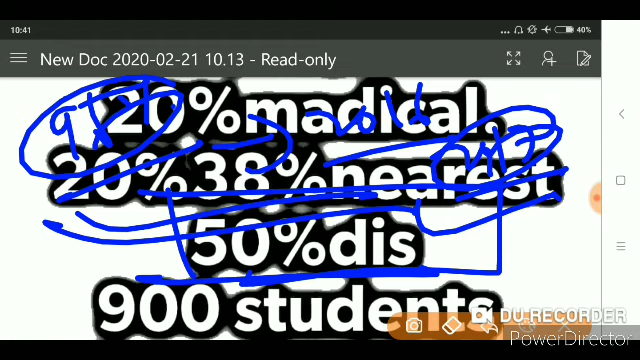 10:41
40%
New Doc 2020-02-21 10.13 - Read-only
20%madical.
20%38%nearest
50%dis
900 students
DU RECORDER
PowerDirector